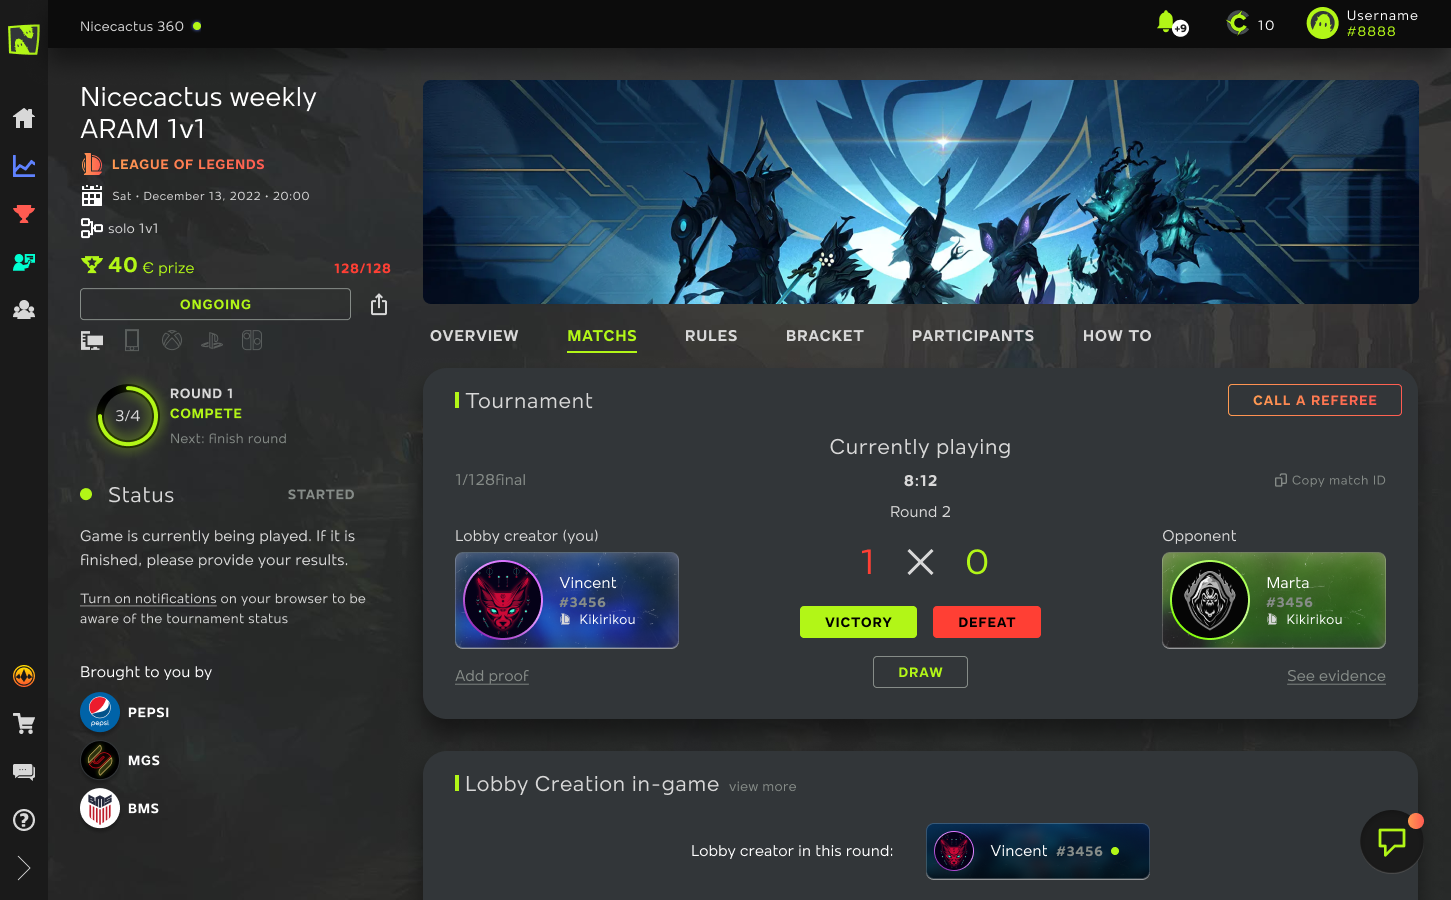 Nicecactus 360
+9
10
Username
#8888
Nicecactus weekly
ARAM 1v1
LEAGUE OF LEGENDS
Sat • December 13, 2022 • 20:00
solo 1v1
40 € prize
128/128
ONGOING
3/4
ROUND 1
COMPETE
Next: finish round
Status
STARTED
Game is currently being played. If it is
finished, please provide your results.
Turn on notifications on your browser to be
aware of the tournament status
Brought to you by
pepsi
PEPSI
MGS
BMS
BMS
OVERVIEW
MATCHS
RULES
BRACKET
PARTICIPANTS
HOW TO
Tournament
CALL A REFEREE
Currently playing
1/128final
8:12
Copy match ID
Round 2
Lobby creator (you)
Opponent
1 X 0
Vincent
#3456
Kikirikou
Marta
#3456
Kikirikou
VICTORY
DEFEAT
DRAW
Add proof
See evidence
Lobby Creation in-game view more
Lobby creator in this round:
Vincent #3456